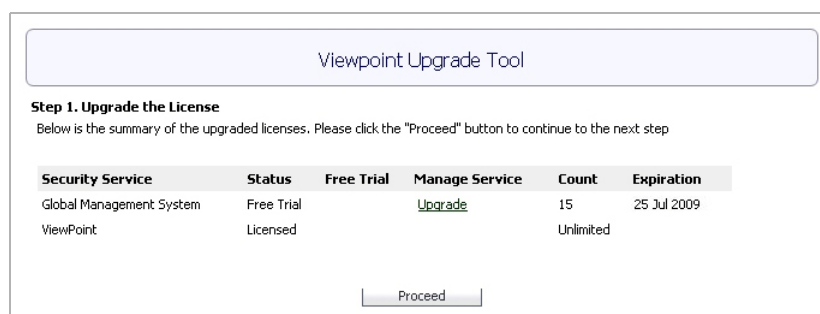 Viewpoint Upgrade Tool
Step 1. Upgrade the License
Below is the summary of the upgraded licenses. Please click the "Proceed" button to continue to the next step
Security Service Status Free Trial Manage Service Count Expiration
Global Management System Free Trial Upgrade 15 25 Jul 2009
ViewPoint Licensed Unlimited
Proceed